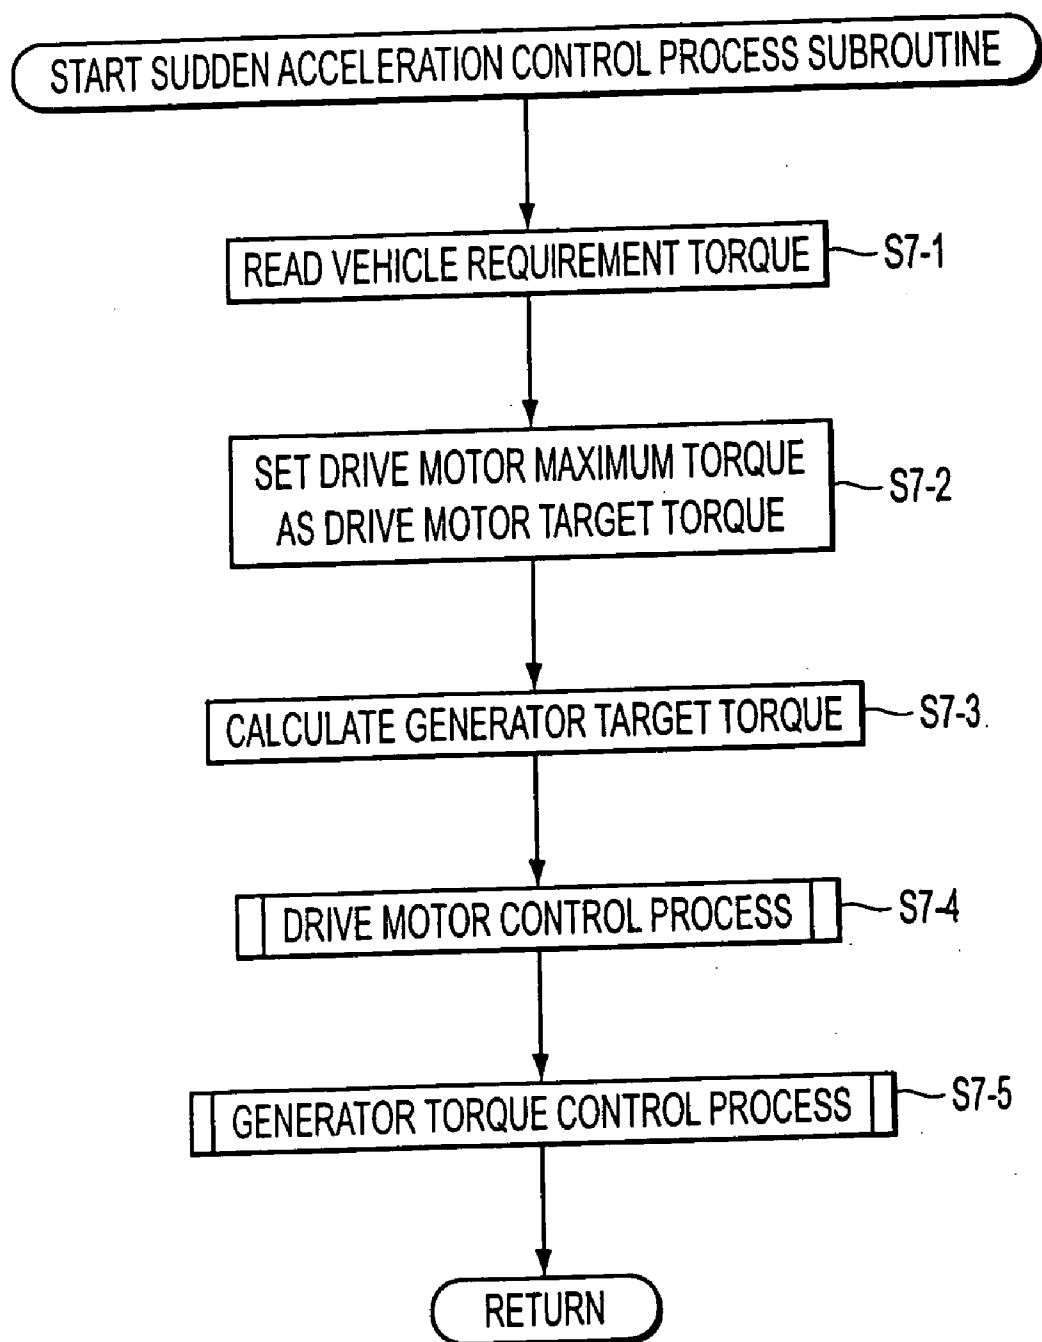 START SUDDEN ACCELERATION CONTROL PROCESS SUBROUTINE
READ VEHICLE REQUIREMENT TORQUE
S7-1
SET DRIVE MOTOR MAXIMUM TORQUE
AS DRIVE MOTOR TARGET TORQUE
S7-2
CALCULATE GENERATOR TARGET TORQUE
S7-3
DRIVE MOTOR CONTROL PROCESS
S7-4
GENERATOR TORQUE CONTROL PROCESS
S7-5
RETURN